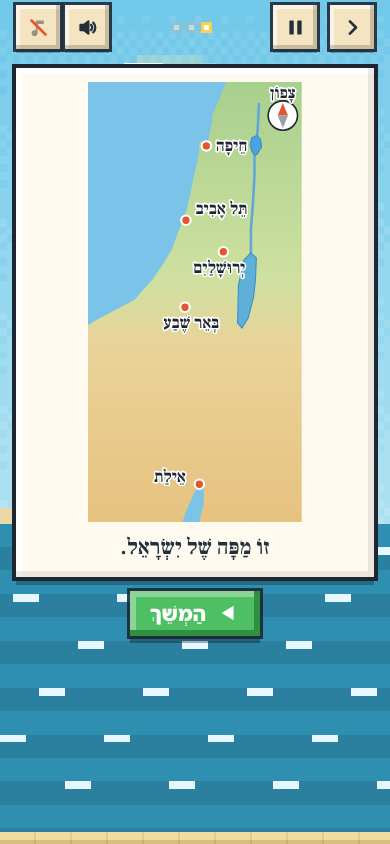 צָפוֹן
חֵיפָה
תֵּל אָבִיב
יְרוּשָׁלַיִם
בְּאֵר שֶׁבַע
אֵילַת
זוֹ מַפָּה שֶׁל יִשְׂרָאֵל.
הַמְשֵׁךְ